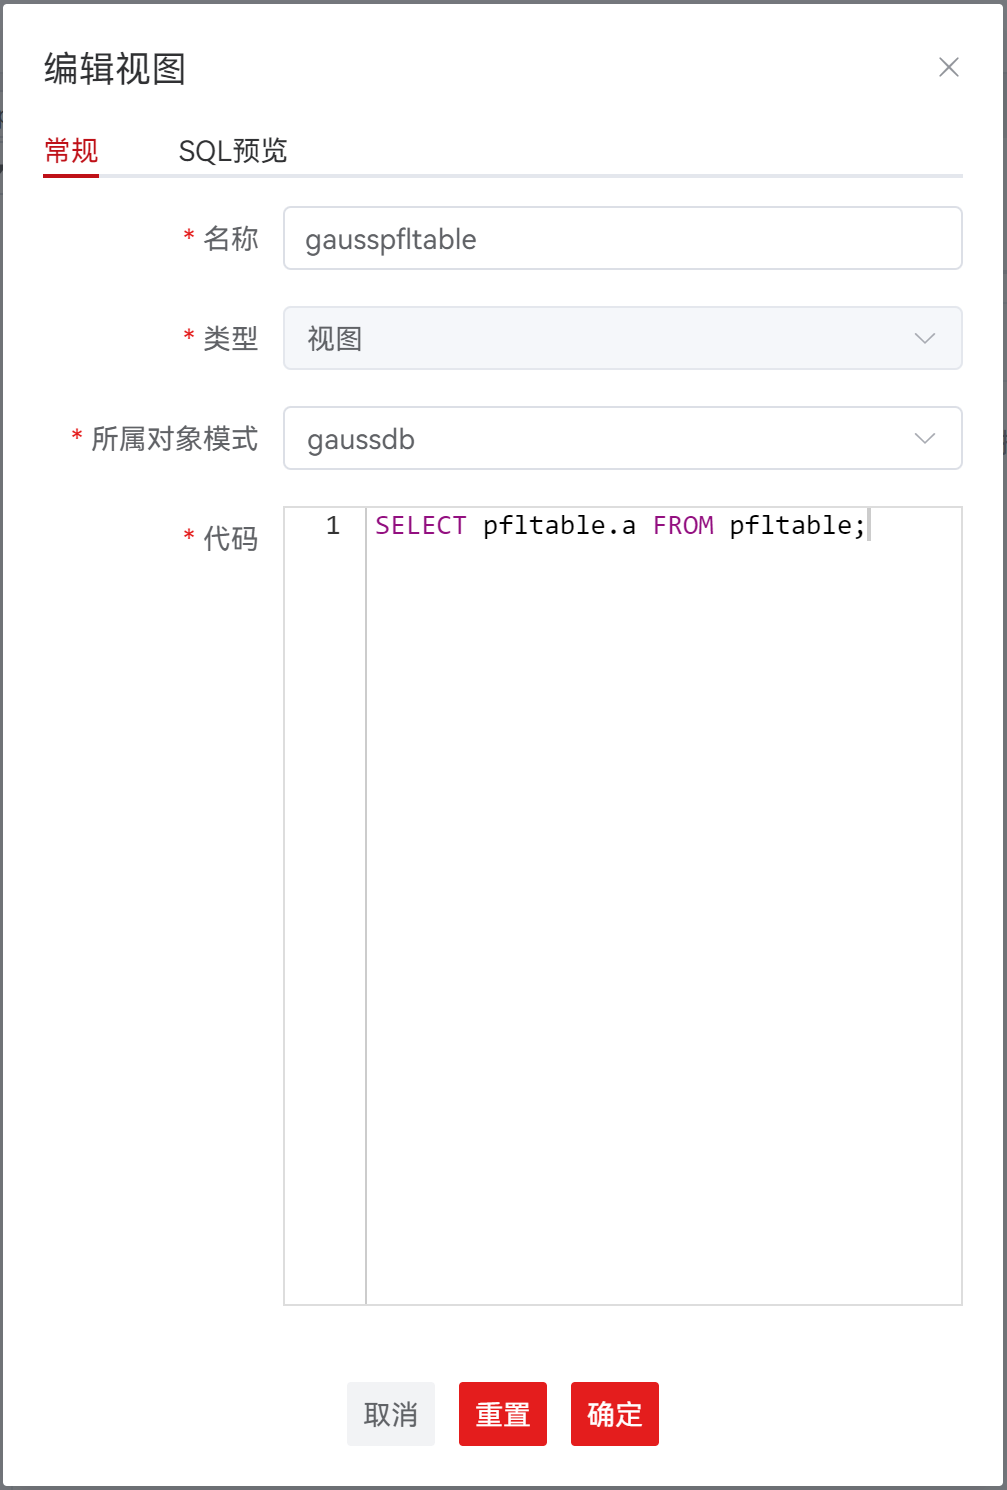 编辑视图
常规 SQL预览
* 名称 gausspfltable
* 类型 视图
* 所属对象模式 gaussdb
* 代码 1 SELECT pfltable.a FROM pfltable;
取消 重置 确定